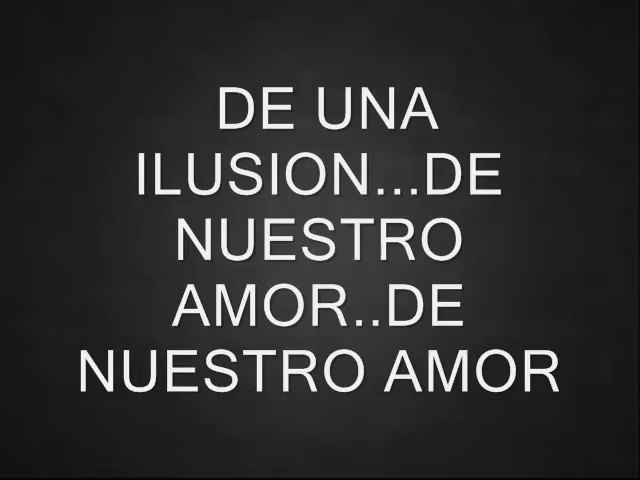 DE UNA
ILUSION...DE
NUESTRO
AMOR..DE
NUESTRO AMOR